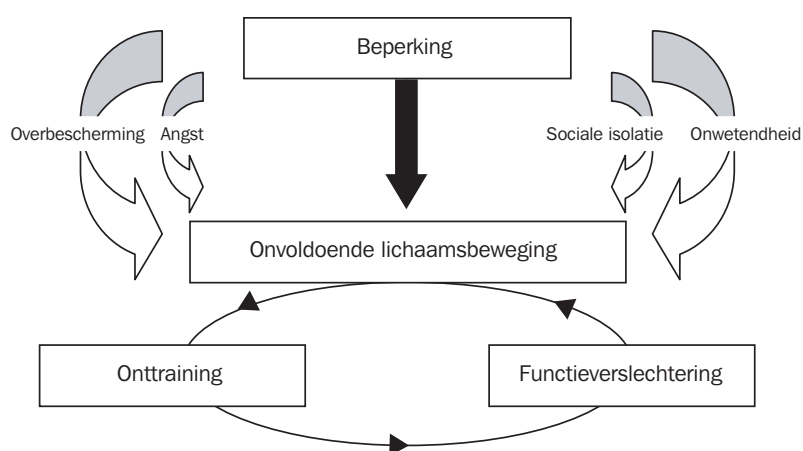 Beperking
Overbescherming
Angst
Sociale isolatie
Onwetendheid
Onvoldoende lichaamsbeweging
Onttraining
Functieverslechtering